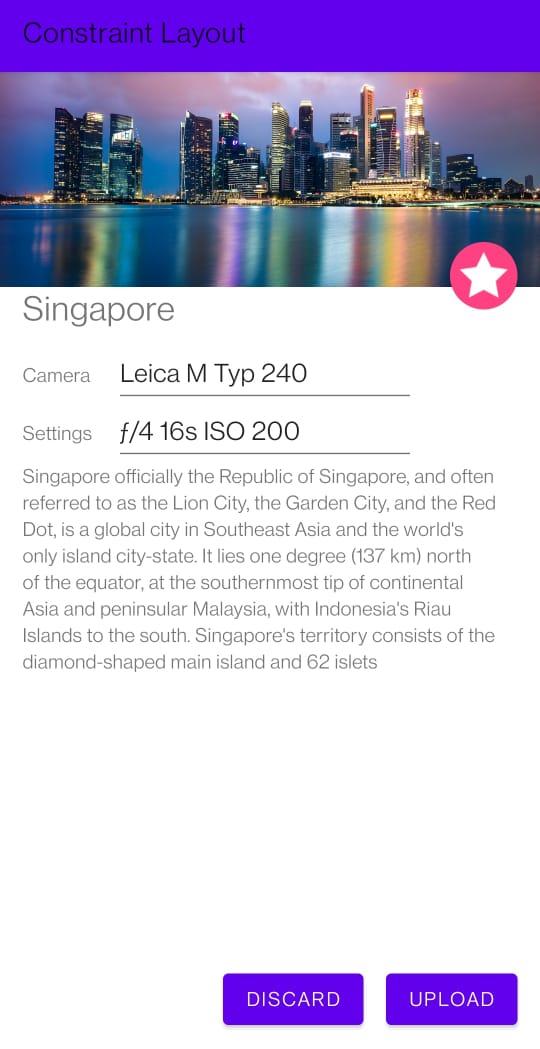 Constraint Layout
Singapore
Camera Leica M Typ 240
Settings ƒ/4 16s ISO 200
Singapore officially the Republic of Singapore, and often
referred to as the Lion City, the Garden City, and the Red
Dot, is a global city in Southeast Asia and the world's
only island city-state. It lies one degree (137 km) north
of the equator, at the southernmost tip of continental
Asia and peninsular Malaysia, with Indonesia's Riau
Islands to the south. Singapore's territory consists of the
diamond-shaped main island and 62 islets
DISCARD UPLOAD